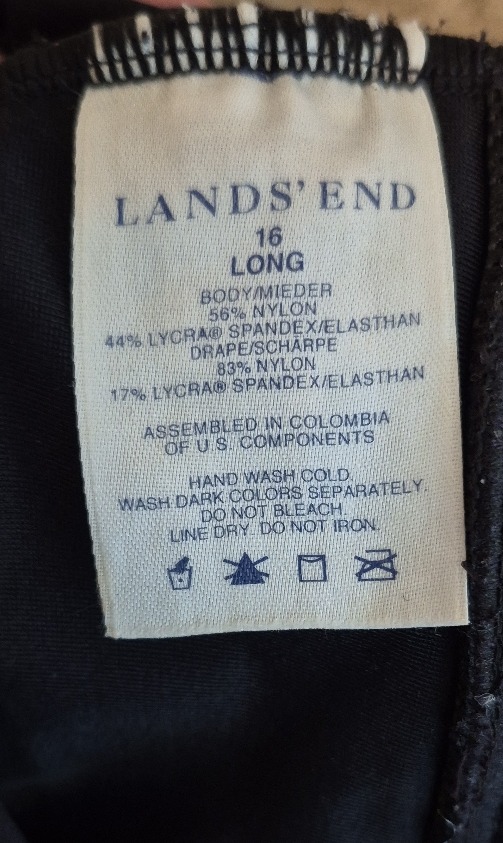 LANDS' END
16
LONG
BODY/MIEDER
56% NYLON
44% LYCRA® SPANDEX/ELASTHAN
DRAPE/SCHÄRPE
83% NYLON
17% LYCRA® SPANDEX/ELASTHAN
ASSEMBLED IN COLOMBIA
OF U.S. COMPONENTS
HAND WASH COLD.
WASH DARK COLORS SEPARATELY.
DO NOT BLEACH.
LINE DRY. DO NOT IRON.